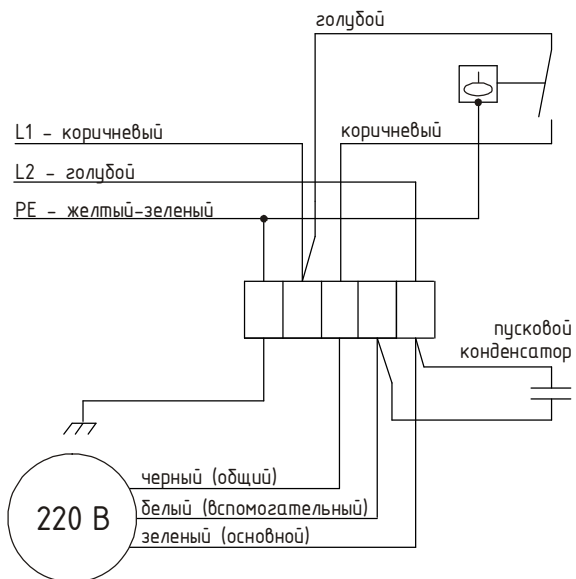 голубой
L1 - коричневый
коричневый
L2 - голубой
PE - желтый-зеленый
пусковой
конденсатор
черный (общий)
белый (вспомогательный)
220 В
зеленый (основной)